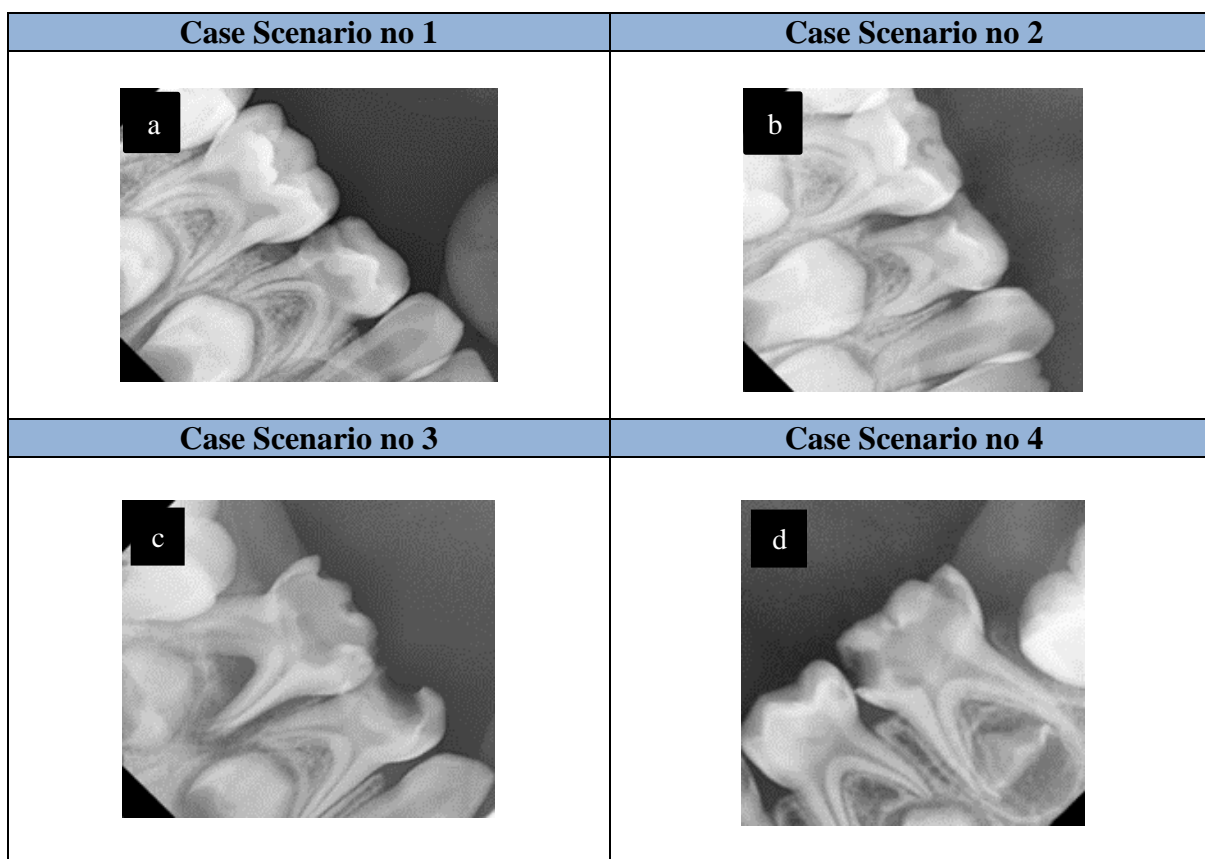 Case Scenario no 1
Case Scenario no 2
a
b
Case Scenario no 3
Case Scenario no 4
c
d